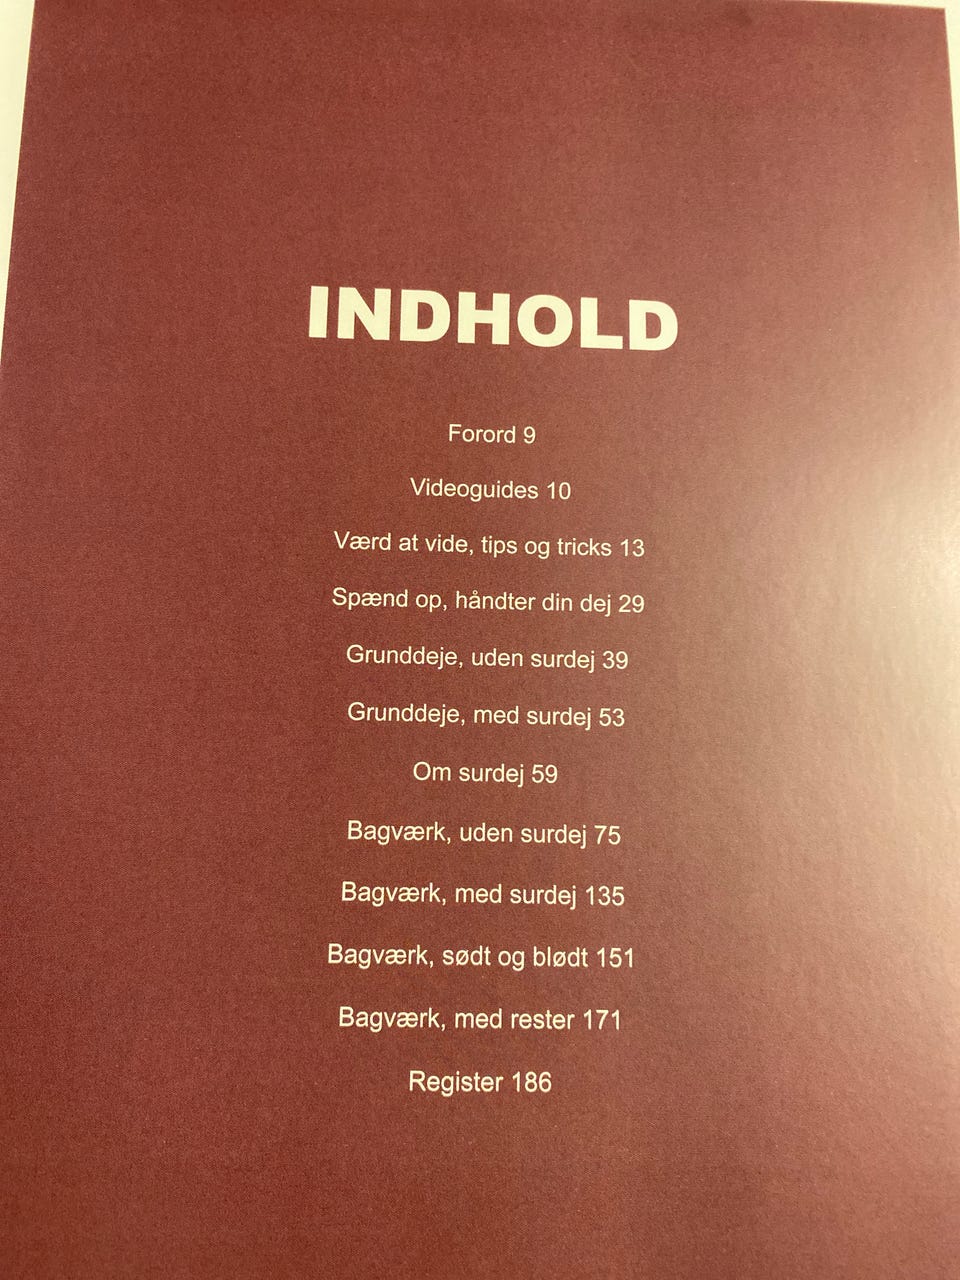 INDHOLD
Forord 9
Videoguides 10
Værd at vide, tips og tricks 13
Spænd op, håndter din dej 29
Grunddeje, uden surdej 39
Grunddeje, med surdej 53
Om surdej 59
Bagværk, uden surdej 75
Bagværk, med surdej 135
Bagværk, sødt og blødt 151
Bagværk, med rester 171
Register 186